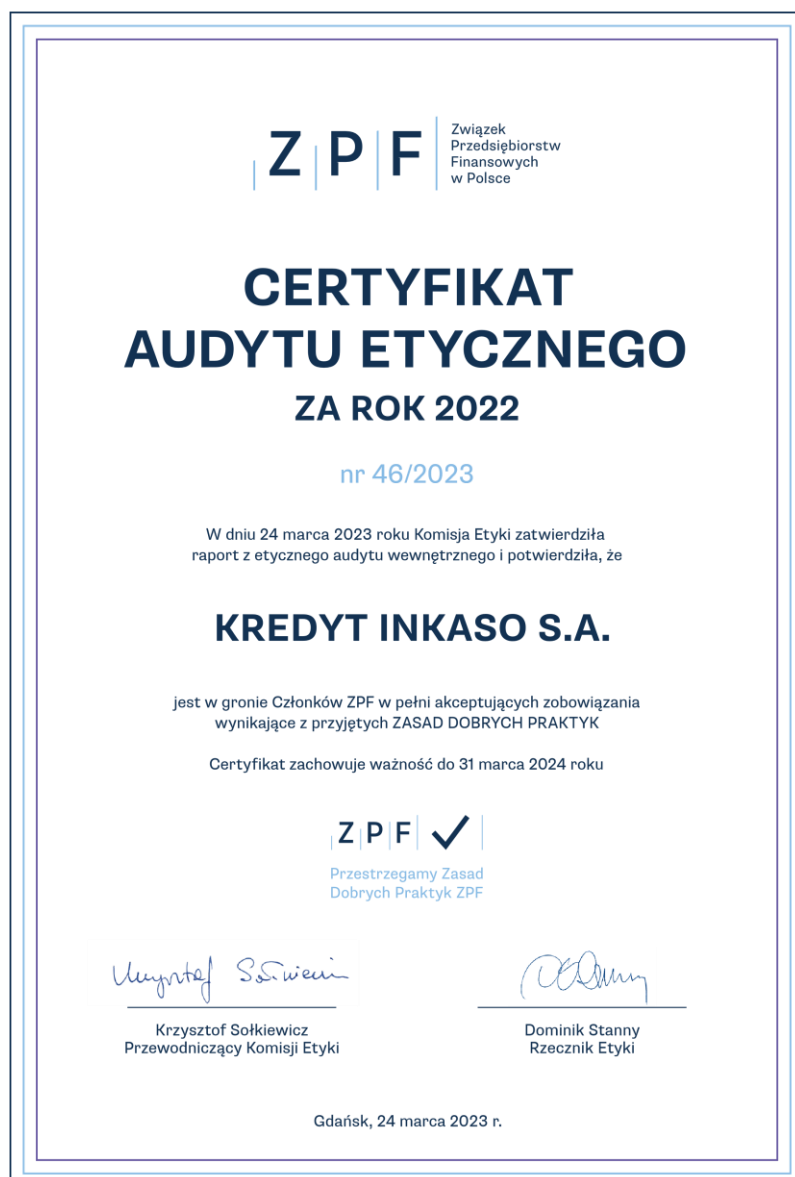 Z P F
Związek
Przedsiębiorstw
Finansowych
w Polsce
CERTYFIKAT
AUDYTU ETYCZNEGO
ZA ROK 2022
nr 46/2023
W dniu 24 marca 2023 roku Komisja Etyki zatwierdziła
raport z etycznego audytu wewnętrznego i potwierdziła, że
KREDYT INKASO S.A.
jest w gronie Członków ZPF w pełni akceptujących zobowiązania
wynikające z przyjętych ZASAD DOBRYCH PRAKTYK
Certyfikat zachowuje ważność do 31 marca 2024 roku
Z P F
Przestrzegamy Zasad
Dobrych Praktyk ZPF
Krzysztof Sołkiewicz
Przewodniczący Komisji Etyki
Dominik Stanny
Rzecznik Etyki
Gdańsk, 24 marca 2023 r.